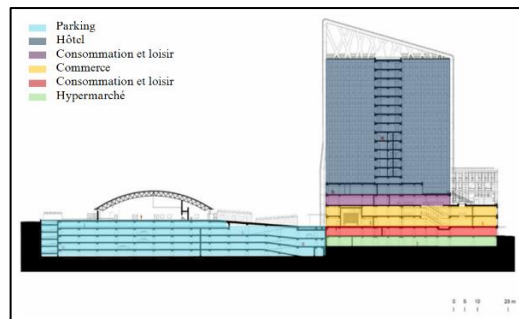 Parking
Hôtel
Consommation et loisir
Commerce
Consommation et loisir
Hypermarché
0 5 10 20 m